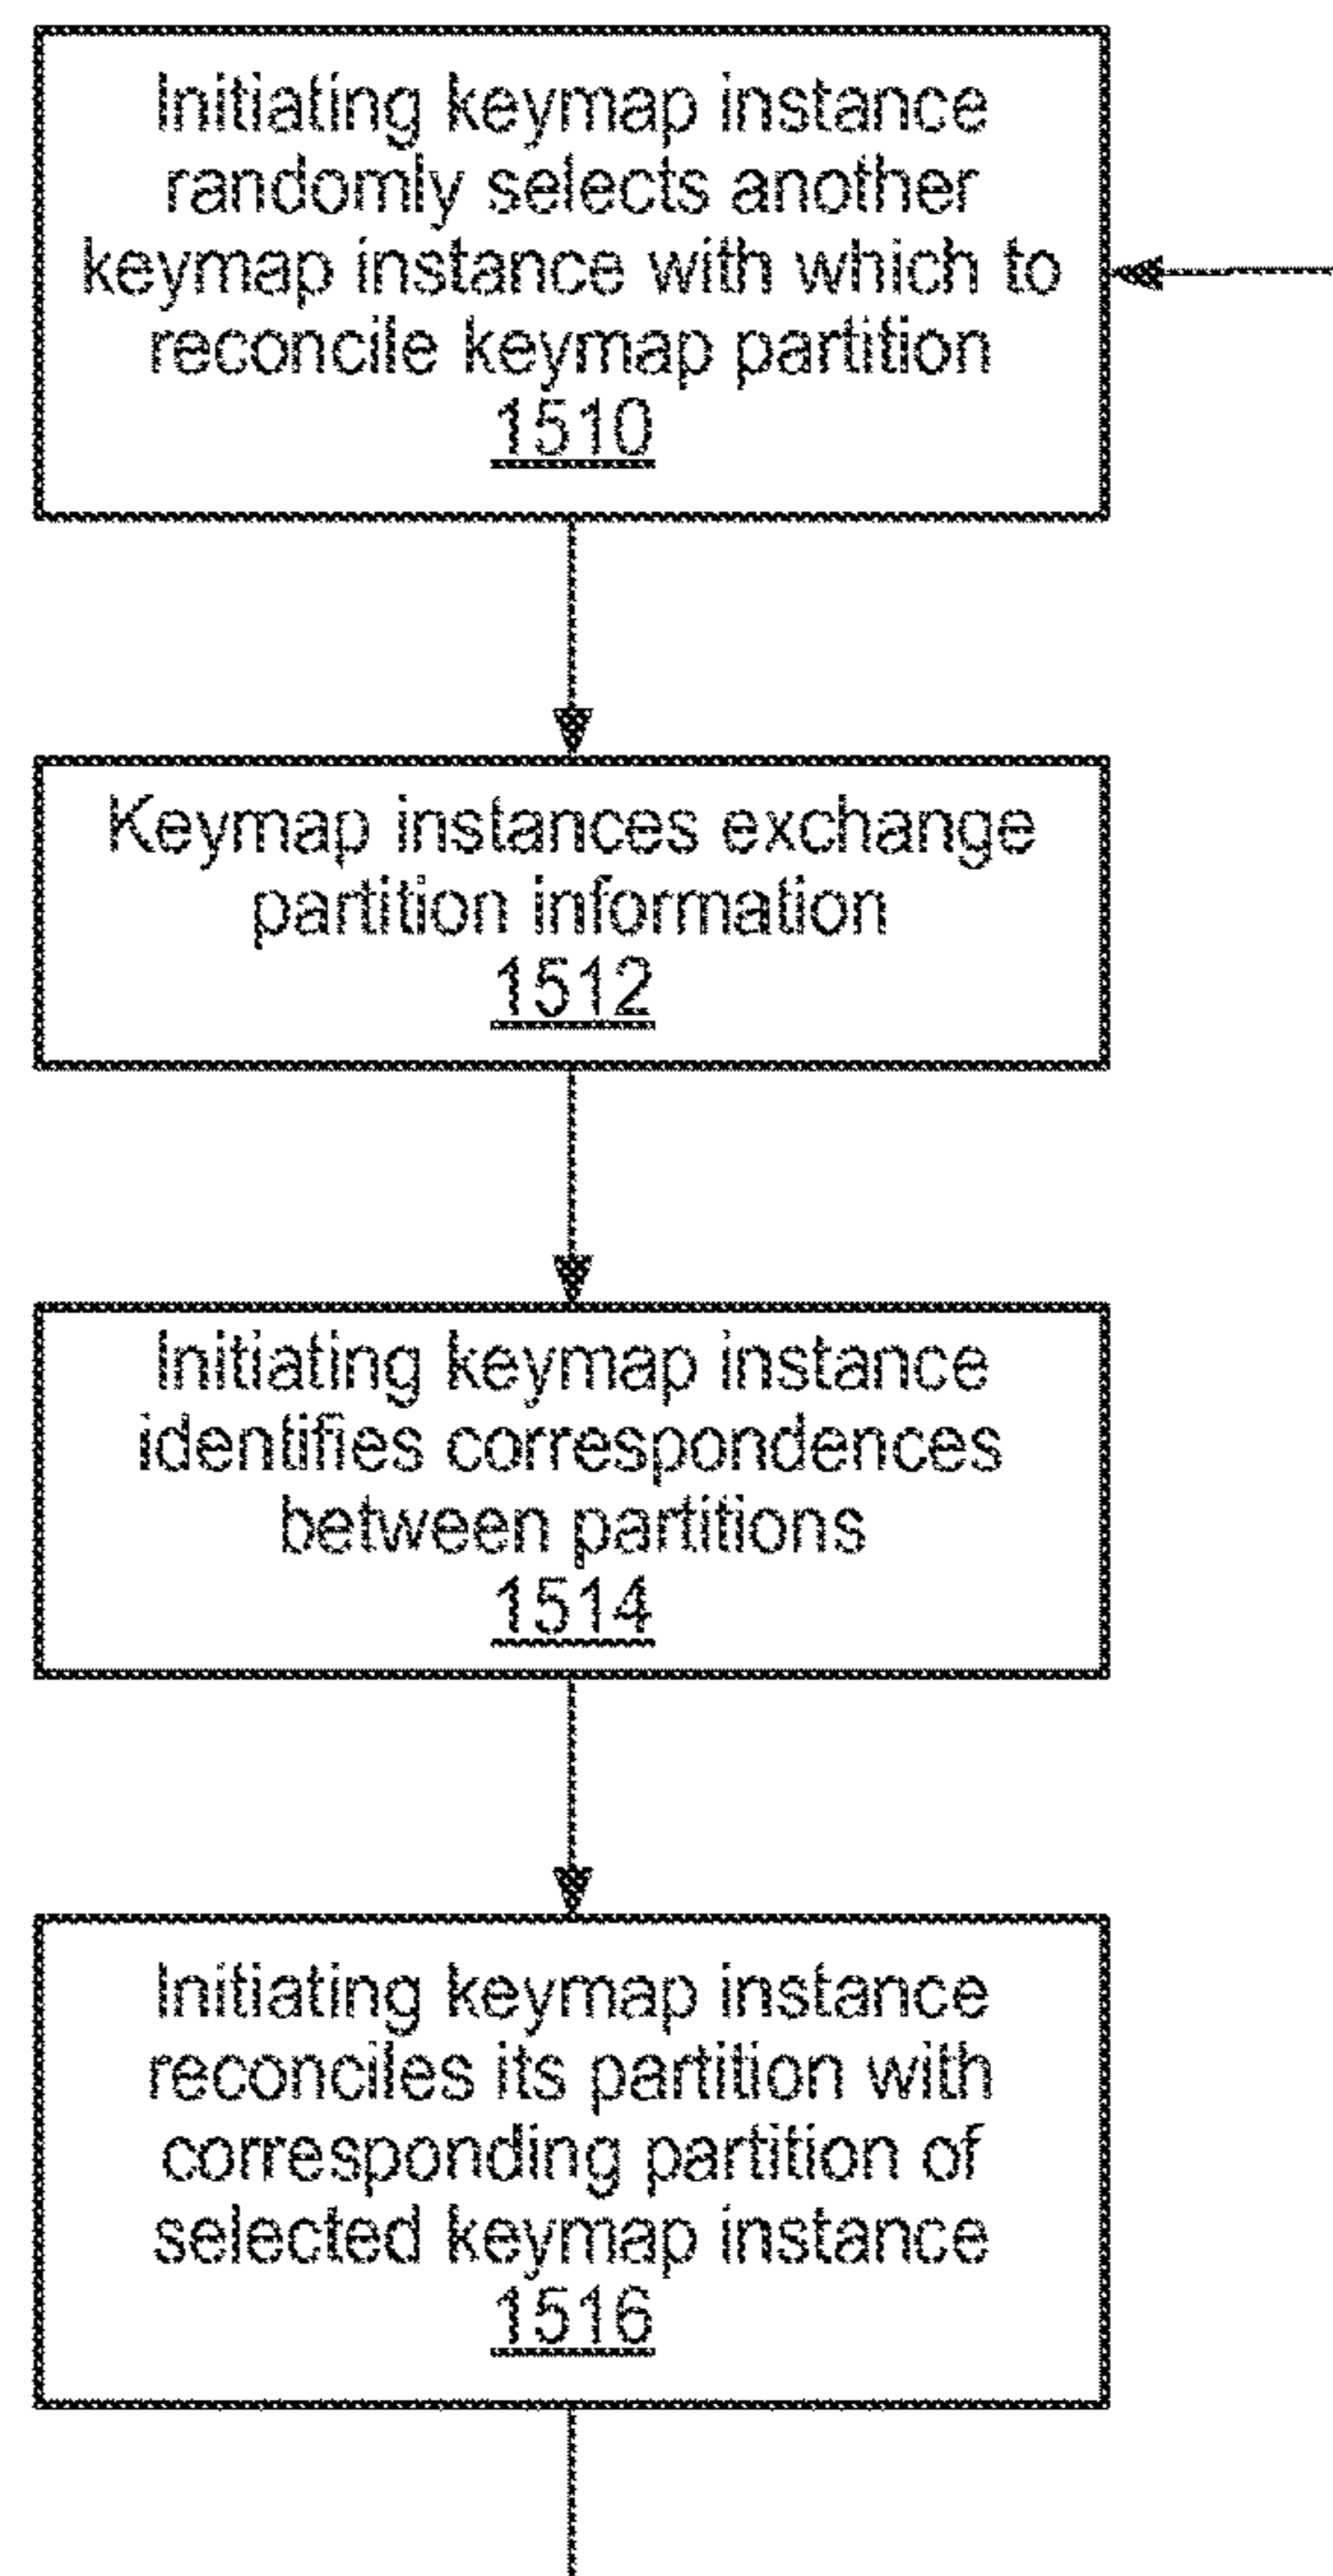 Initiating keymap instance
randomly selects another
keymap instance with which to
reconcile keymap partition
1510
Keymap instances exchange
partition information
1512
Initiating keymap instance
identifies correspondences
between partitions
1514
Initiating keymap instance
reconciles its partition with
corresponding partition of
selected keymap instance
1516